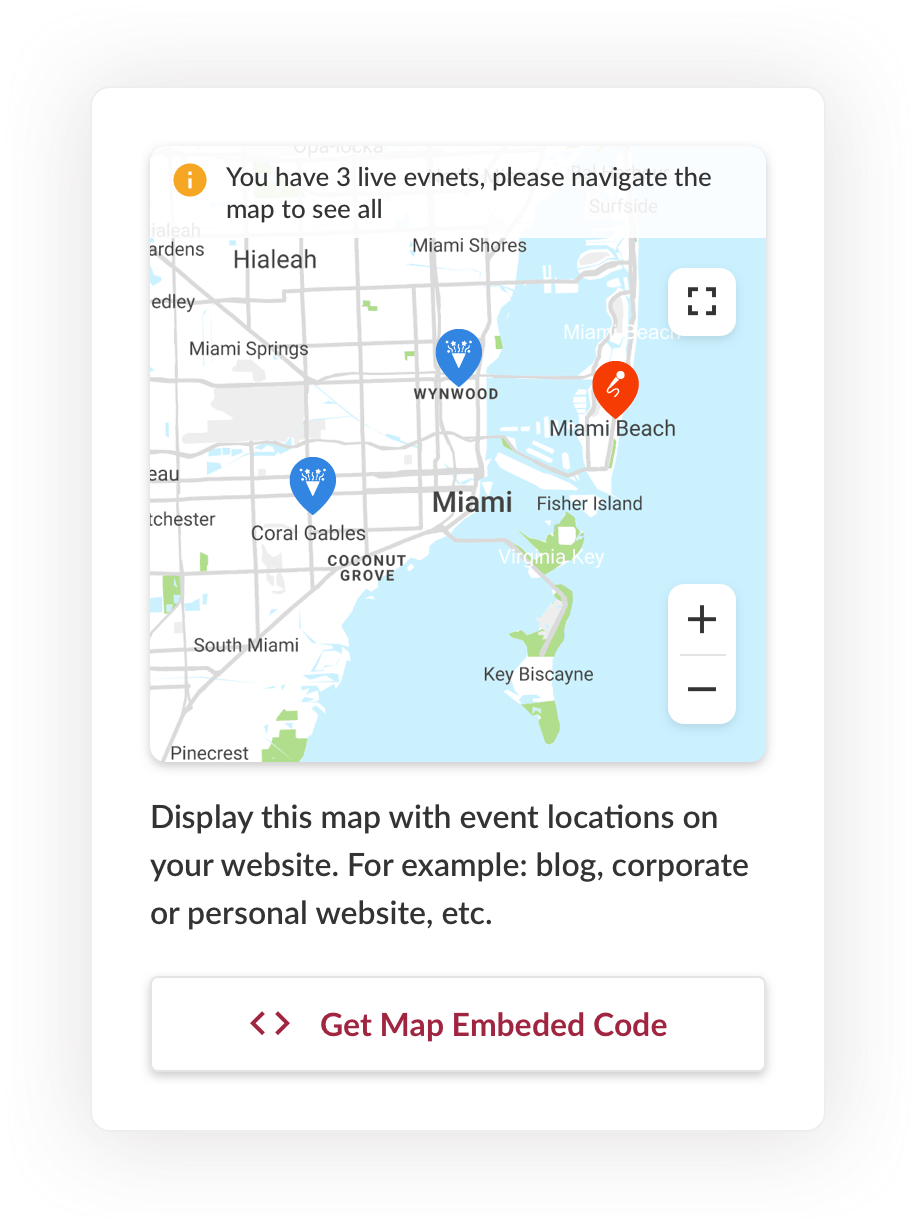 Opa-locka
You have 3 live evnets, please navigate the
map to see all
Surfside
ialeah
ardens
Miami Shores
Hialeah
edley
Miami Beach
Miami Springs
WYNWOOD
Miami Beach
eau
Miami
Fisher Island
tchester
Coral Gables
COCONUT
GROVE
Virginia Key
South Miami
Key Biscayne
Pinecrest
Display this map with event locations on
your website. For example: blog, corporate
or personal website, etc.
<> Get Map Embeded Code